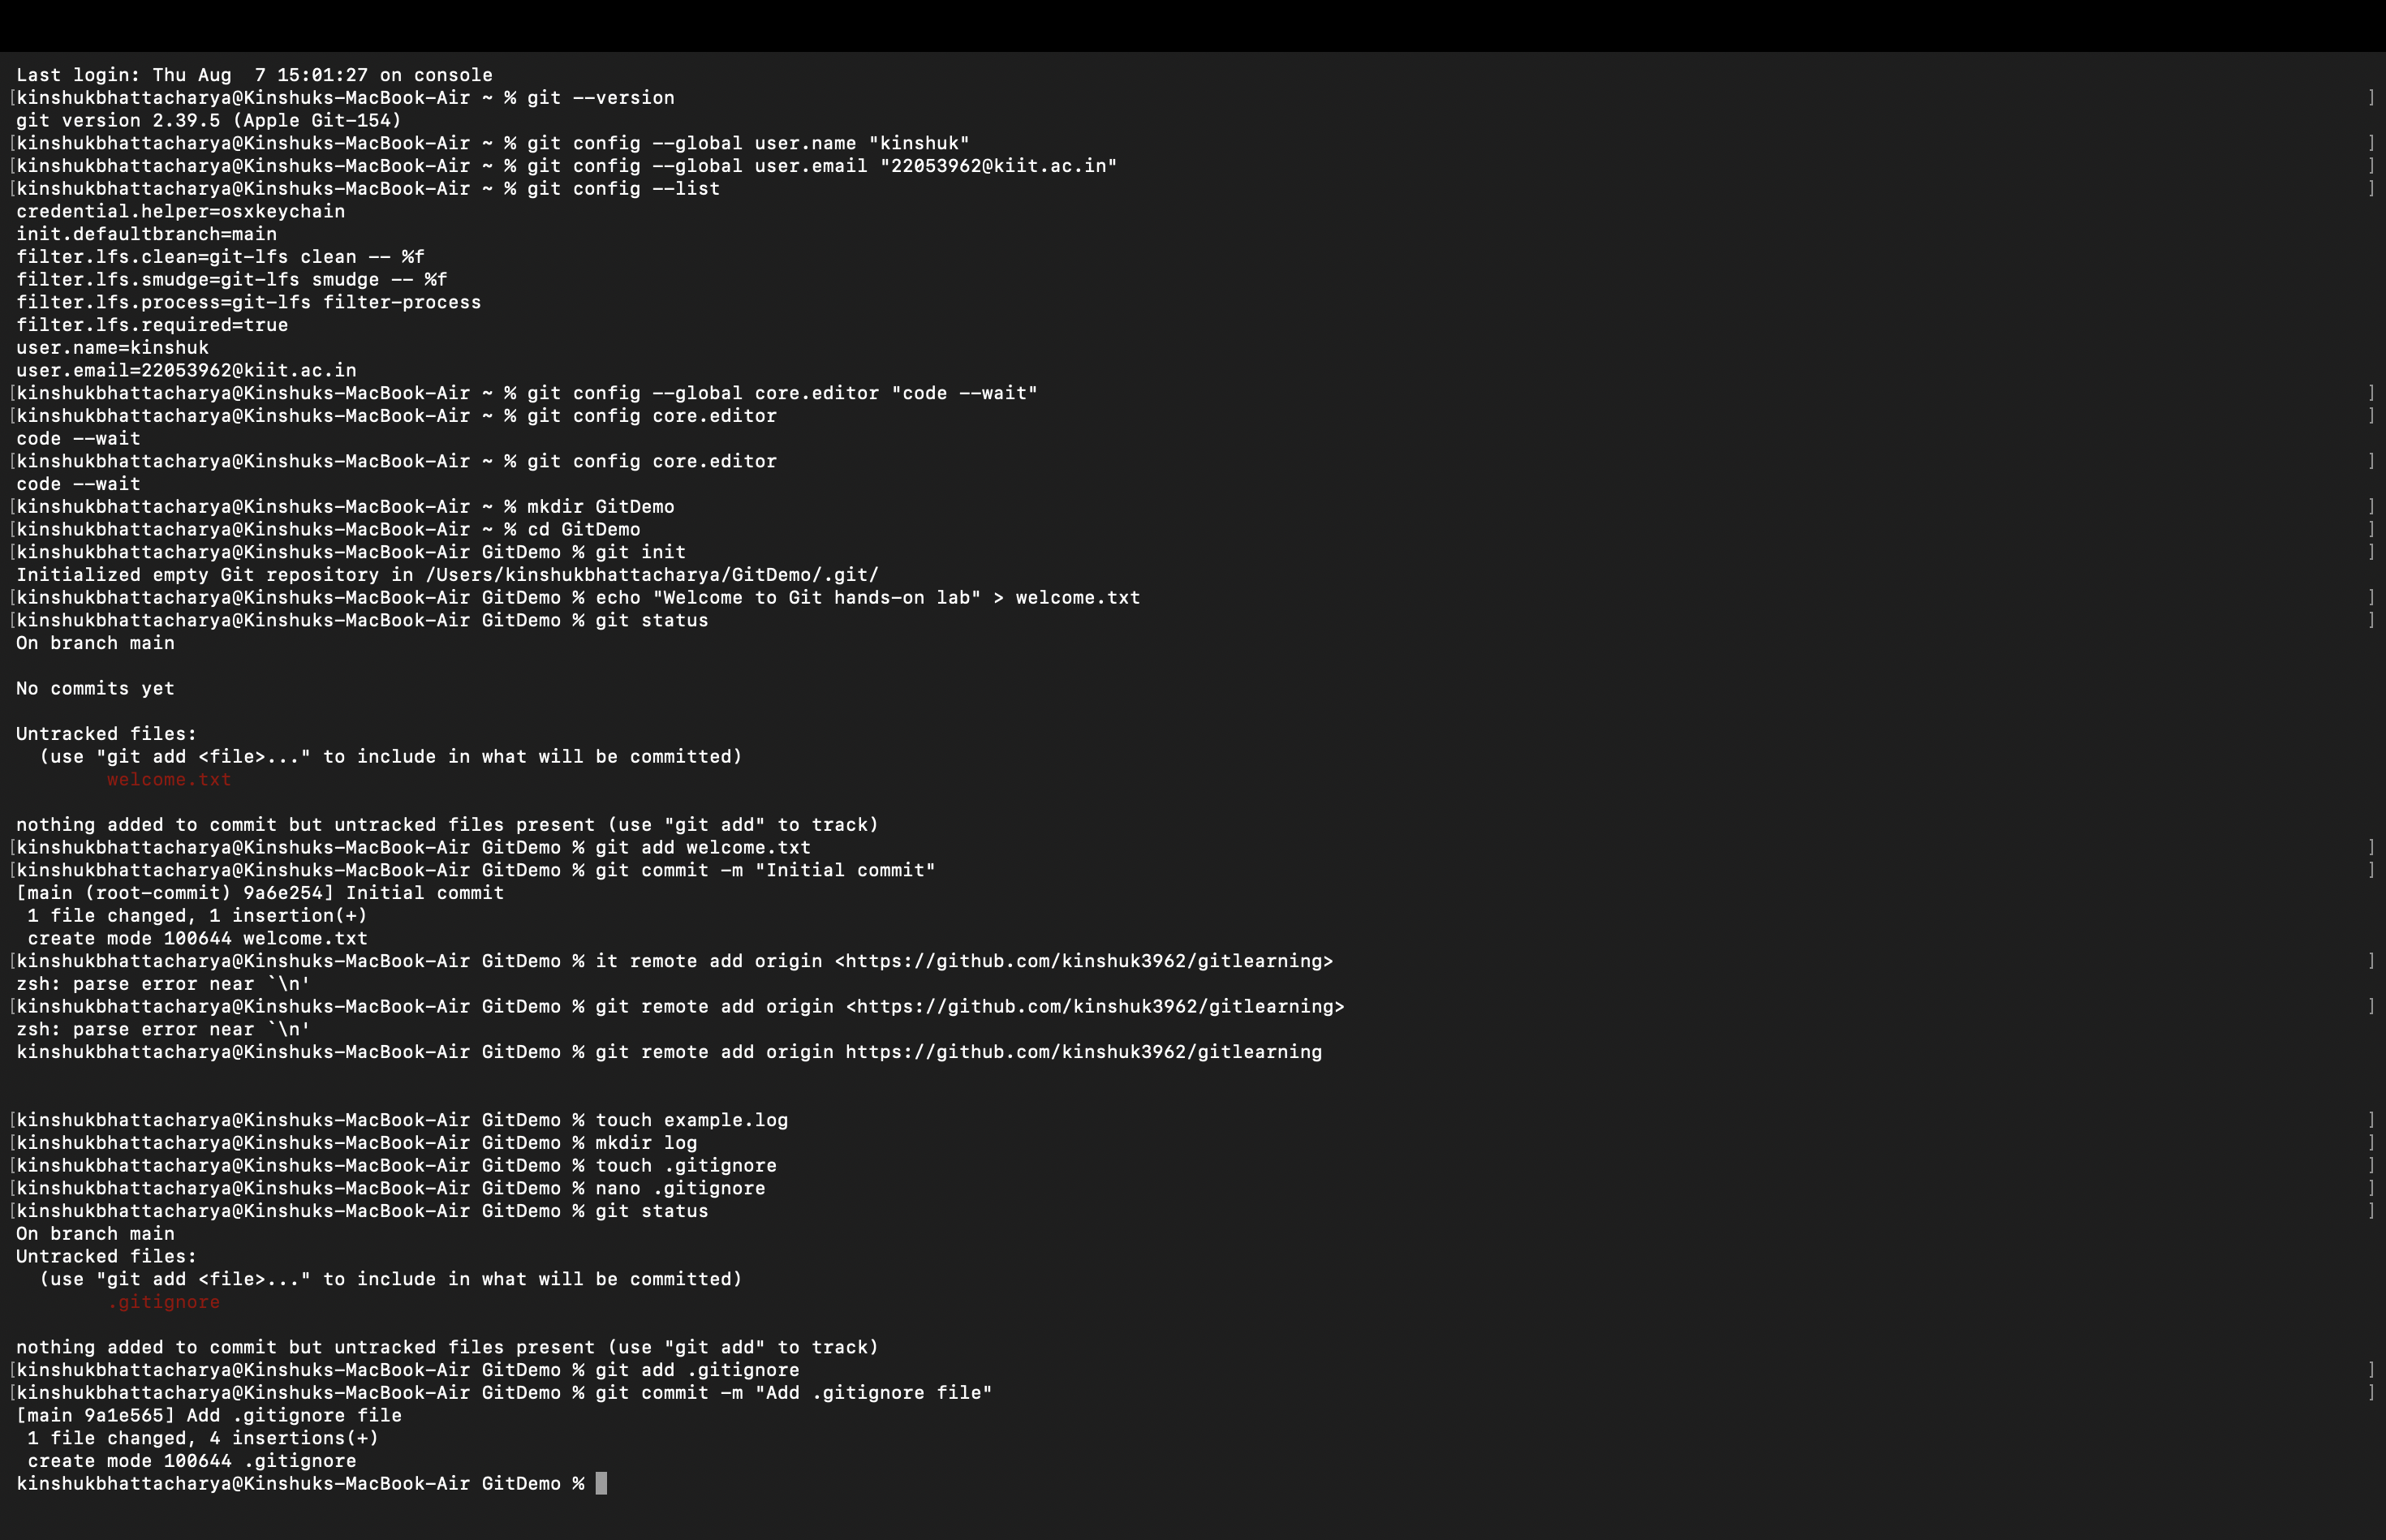 Last login: Thu Aug  7 15:01:27 on console
[kinshukbhattacharya@Kinshuks-MacBook-Air ~ % git --version ]
git version 2.39.5 (Apple Git-154)
[kinshukbhattacharya@Kinshuks-MacBook-Air ~ % git config --global user.name "kinshuk" ]
[kinshukbhattacharya@Kinshuks-MacBook-Air ~ % git config --global user.email "22053962@kiit.ac.in" ]
[kinshukbhattacharya@Kinshuks-MacBook-Air ~ % git config --list ]
credential.helper=osxkeychain
init.defaultbranch=main
filter.lfs.clean=git-lfs clean -- %f
filter.lfs.smudge=git-lfs smudge -- %f
filter.lfs.process=git-lfs filter-process
filter.lfs.required=true
user.name=kinshuk
user.email=22053962@kiit.ac.in
[kinshukbhattacharya@Kinshuks-MacBook-Air ~ % git config --global core.editor "code --wait" ]
[kinshukbhattacharya@Kinshuks-MacBook-Air ~ % git config core.editor ]
code --wait
[kinshukbhattacharya@Kinshuks-MacBook-Air ~ % git config core.editor ]
code --wait
[kinshukbhattacharya@Kinshuks-MacBook-Air ~ % mkdir GitDemo ]
[kinshukbhattacharya@Kinshuks-MacBook-Air ~ % cd GitDemo ]
[kinshukbhattacharya@Kinshuks-MacBook-Air GitDemo % git init ]
Initialized empty Git repository in /Users/kinshukbhattacharya/GitDemo/.git/
[kinshukbhattacharya@Kinshuks-MacBook-Air GitDemo % echo "Welcome to Git hands-on lab" > welcome.txt ]
[kinshukbhattacharya@Kinshuks-MacBook-Air GitDemo % git status ]
On branch main

No commits yet

Untracked files:
  (use "git add <file>..." to include in what will be committed)
        welcome.txt

nothing added to commit but untracked files present (use "git add" to track)
[kinshukbhattacharya@Kinshuks-MacBook-Air GitDemo % git add welcome.txt ]
[kinshukbhattacharya@Kinshuks-MacBook-Air GitDemo % git commit -m "Initial commit" ]
[main (root-commit) 9a6e254] Initial commit
 1 file changed, 1 insertion(+)
 create mode 100644 welcome.txt
[kinshukbhattacharya@Kinshuks-MacBook-Air GitDemo % it remote add origin <https://github.com/kinshuk3962/gitlearning> ]
zsh: parse error near `\n'
[kinshukbhattacharya@Kinshuks-MacBook-Air GitDemo % git remote add origin <https://github.com/kinshuk3962/gitlearning> ]
zsh: parse error near `\n'
kinshukbhattacharya@Kinshuks-MacBook-Air GitDemo % git remote add origin https://github.com/kinshuk3962/gitlearning

[kinshukbhattacharya@Kinshuks-MacBook-Air GitDemo % touch example.log ]
[kinshukbhattacharya@Kinshuks-MacBook-Air GitDemo % mkdir log ]
[kinshukbhattacharya@Kinshuks-MacBook-Air GitDemo % touch .gitignore ]
[kinshukbhattacharya@Kinshuks-MacBook-Air GitDemo % nano .gitignore ]
[kinshukbhattacharya@Kinshuks-MacBook-Air GitDemo % git status ]
On branch main
Untracked files:
  (use "git add <file>..." to include in what will be committed)
        .gitignore

nothing added to commit but untracked files present (use "git add" to track)
[kinshukbhattacharya@Kinshuks-MacBook-Air GitDemo % git add .gitignore ]
[kinshukbhattacharya@Kinshuks-MacBook-Air GitDemo % git commit -m "Add .gitignore file" ]
[main 9a1e565] Add .gitignore file
 1 file changed, 4 insertions(+)
 create mode 100644 .gitignore
kinshukbhattacharya@Kinshuks-MacBook-Air GitDemo %